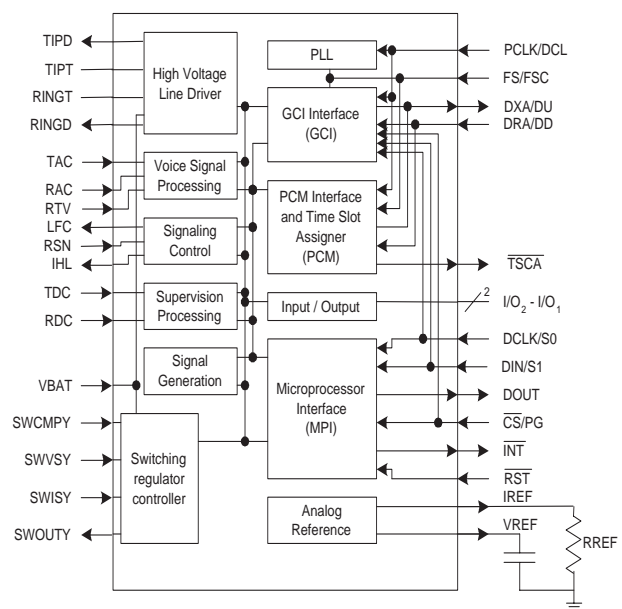 TIPD
TIPT
RINGT
RINGD
TAC
RAC
RTV
LFC
RSN
IHL
TDC
RDC
VBAT
SWCMPY
SWVSY
SWISY
SWOUTY
High Voltage
Line Driver
Voice Signal
Processing
Signaling
Control
Supervision
Processing
Signal
Generation
Switching
regulator
controller
PLL
GCI Interface
(GCI)
PCM Interface
and Time Slot
Assigner
(PCM)
Input / Output
Microprocessor
Interface
(MPI)
Analog
Reference
PCLK/DCL
FS/FSC
DXA/DU
DRA/DD
TSCA
2
I/O2 - I/O1
DCLK/S0
DIN/S1
DOUT
CS/PG
INT
RST
IREF
VREF
RREF